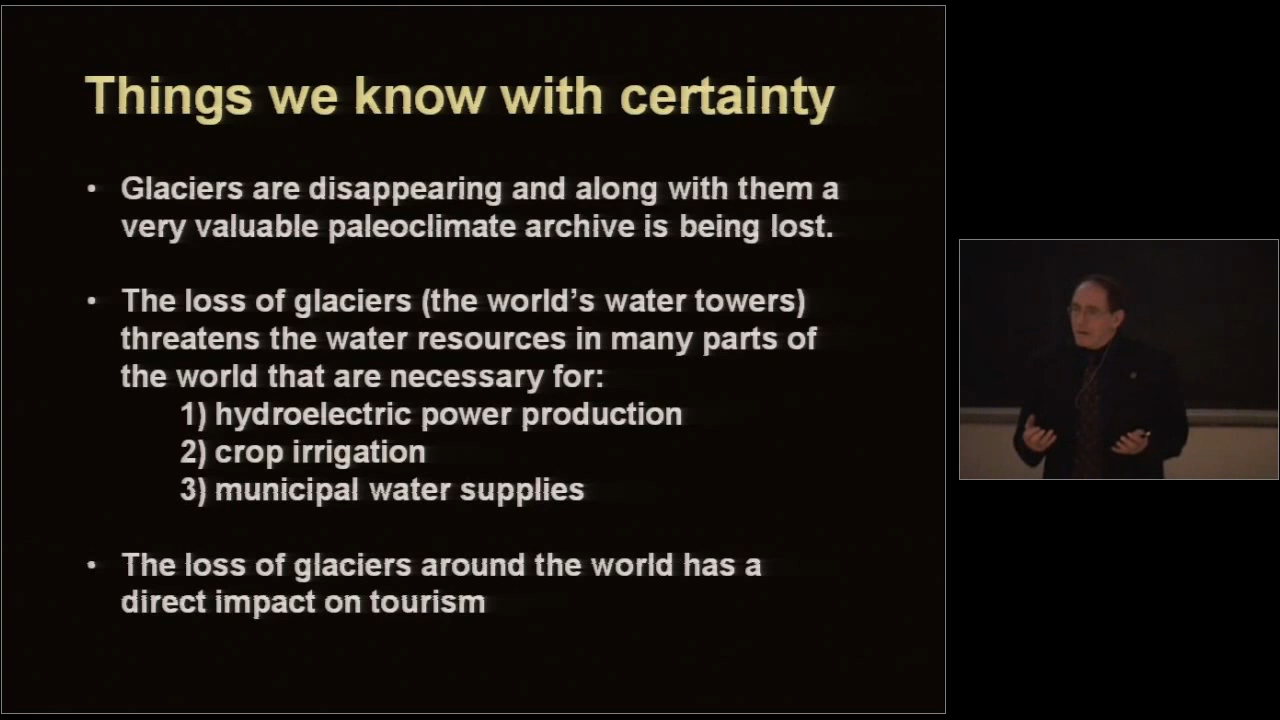 Things we know with certainty
• Glaciers are disappearing and along with them a
very valuable paleoclimate archive is being lost.
• The loss of glaciers (the world's water towers)
threatens the water resources in many parts of
the world that are necessary for:
1) hydroelectric power production
2) crop irrigation
3) municipal water supplies
• The loss of glaciers around the world has a
direct impact on tourism